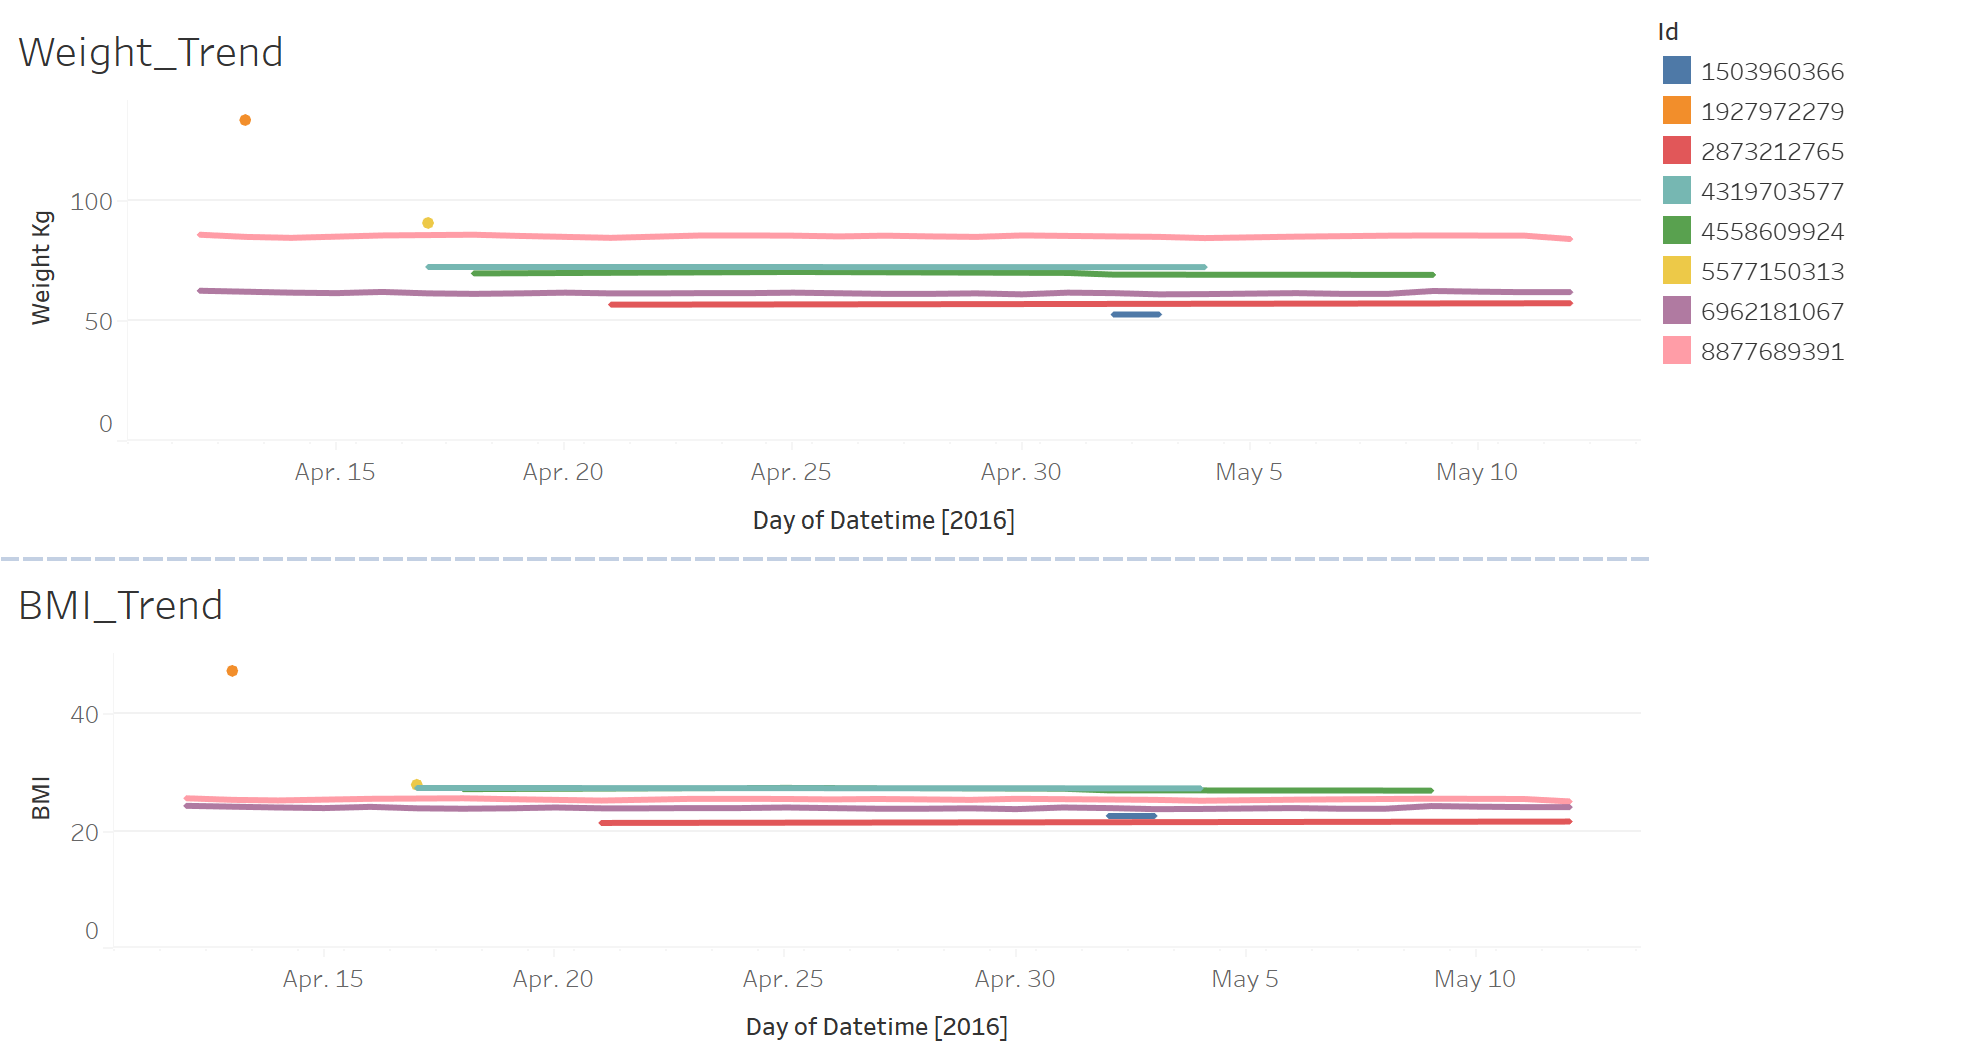 Weight_Trend
Weight Kg
100
50
0
Apr. 15 Apr. 20 Apr. 25 Apr. 30 May 5 May 10
Day of Datetime [2016]
Id
1503960366
1927972279
2873212765
4319703577
4558609924
5577150313
6962181067
8877689391
BMI_Trend
BMI
40
20
0
Apr. 15 Apr. 20 Apr. 25 Apr. 30 May 5 May 10
Day of Datetime [2016]